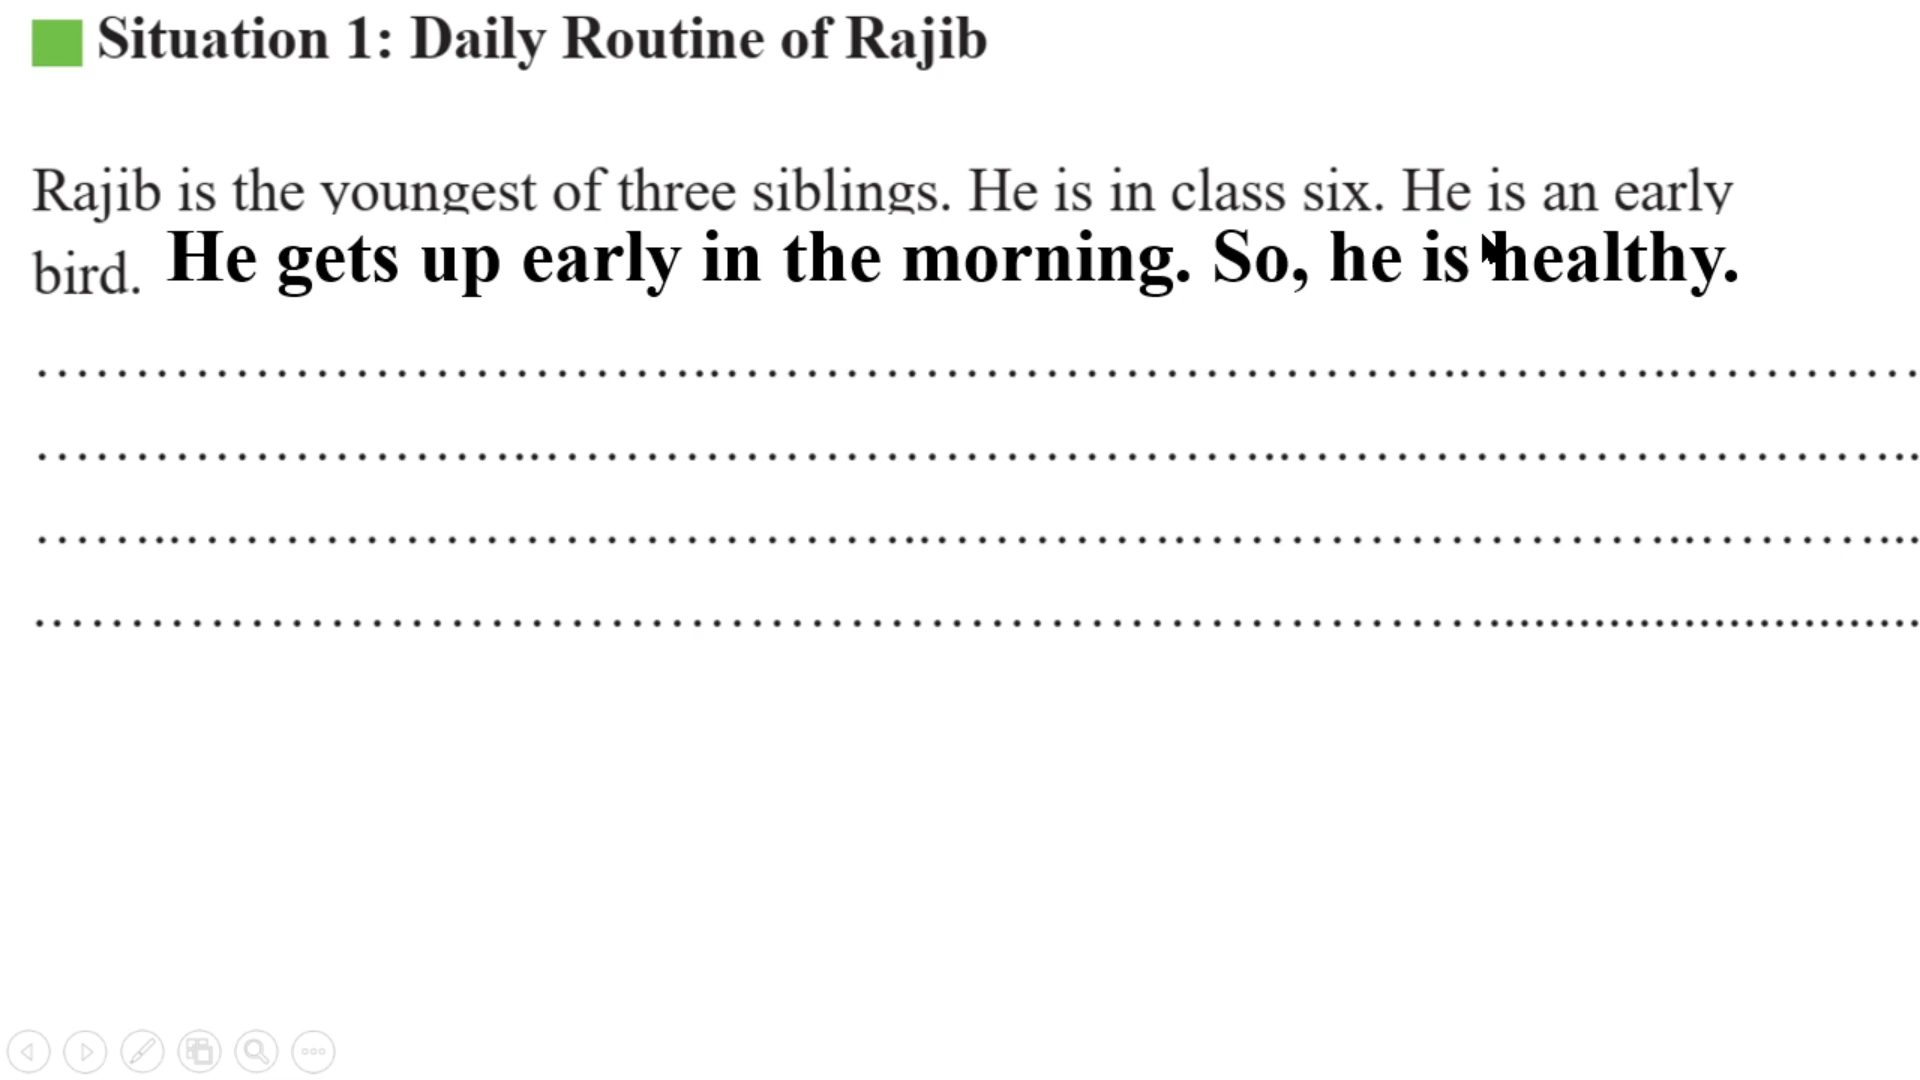 Situation 1: Daily Routine of Rajib
Rajib is the youngest of three siblings. He is in class six. He is an early
bird. He gets up early in the morning. So, he is healthy.